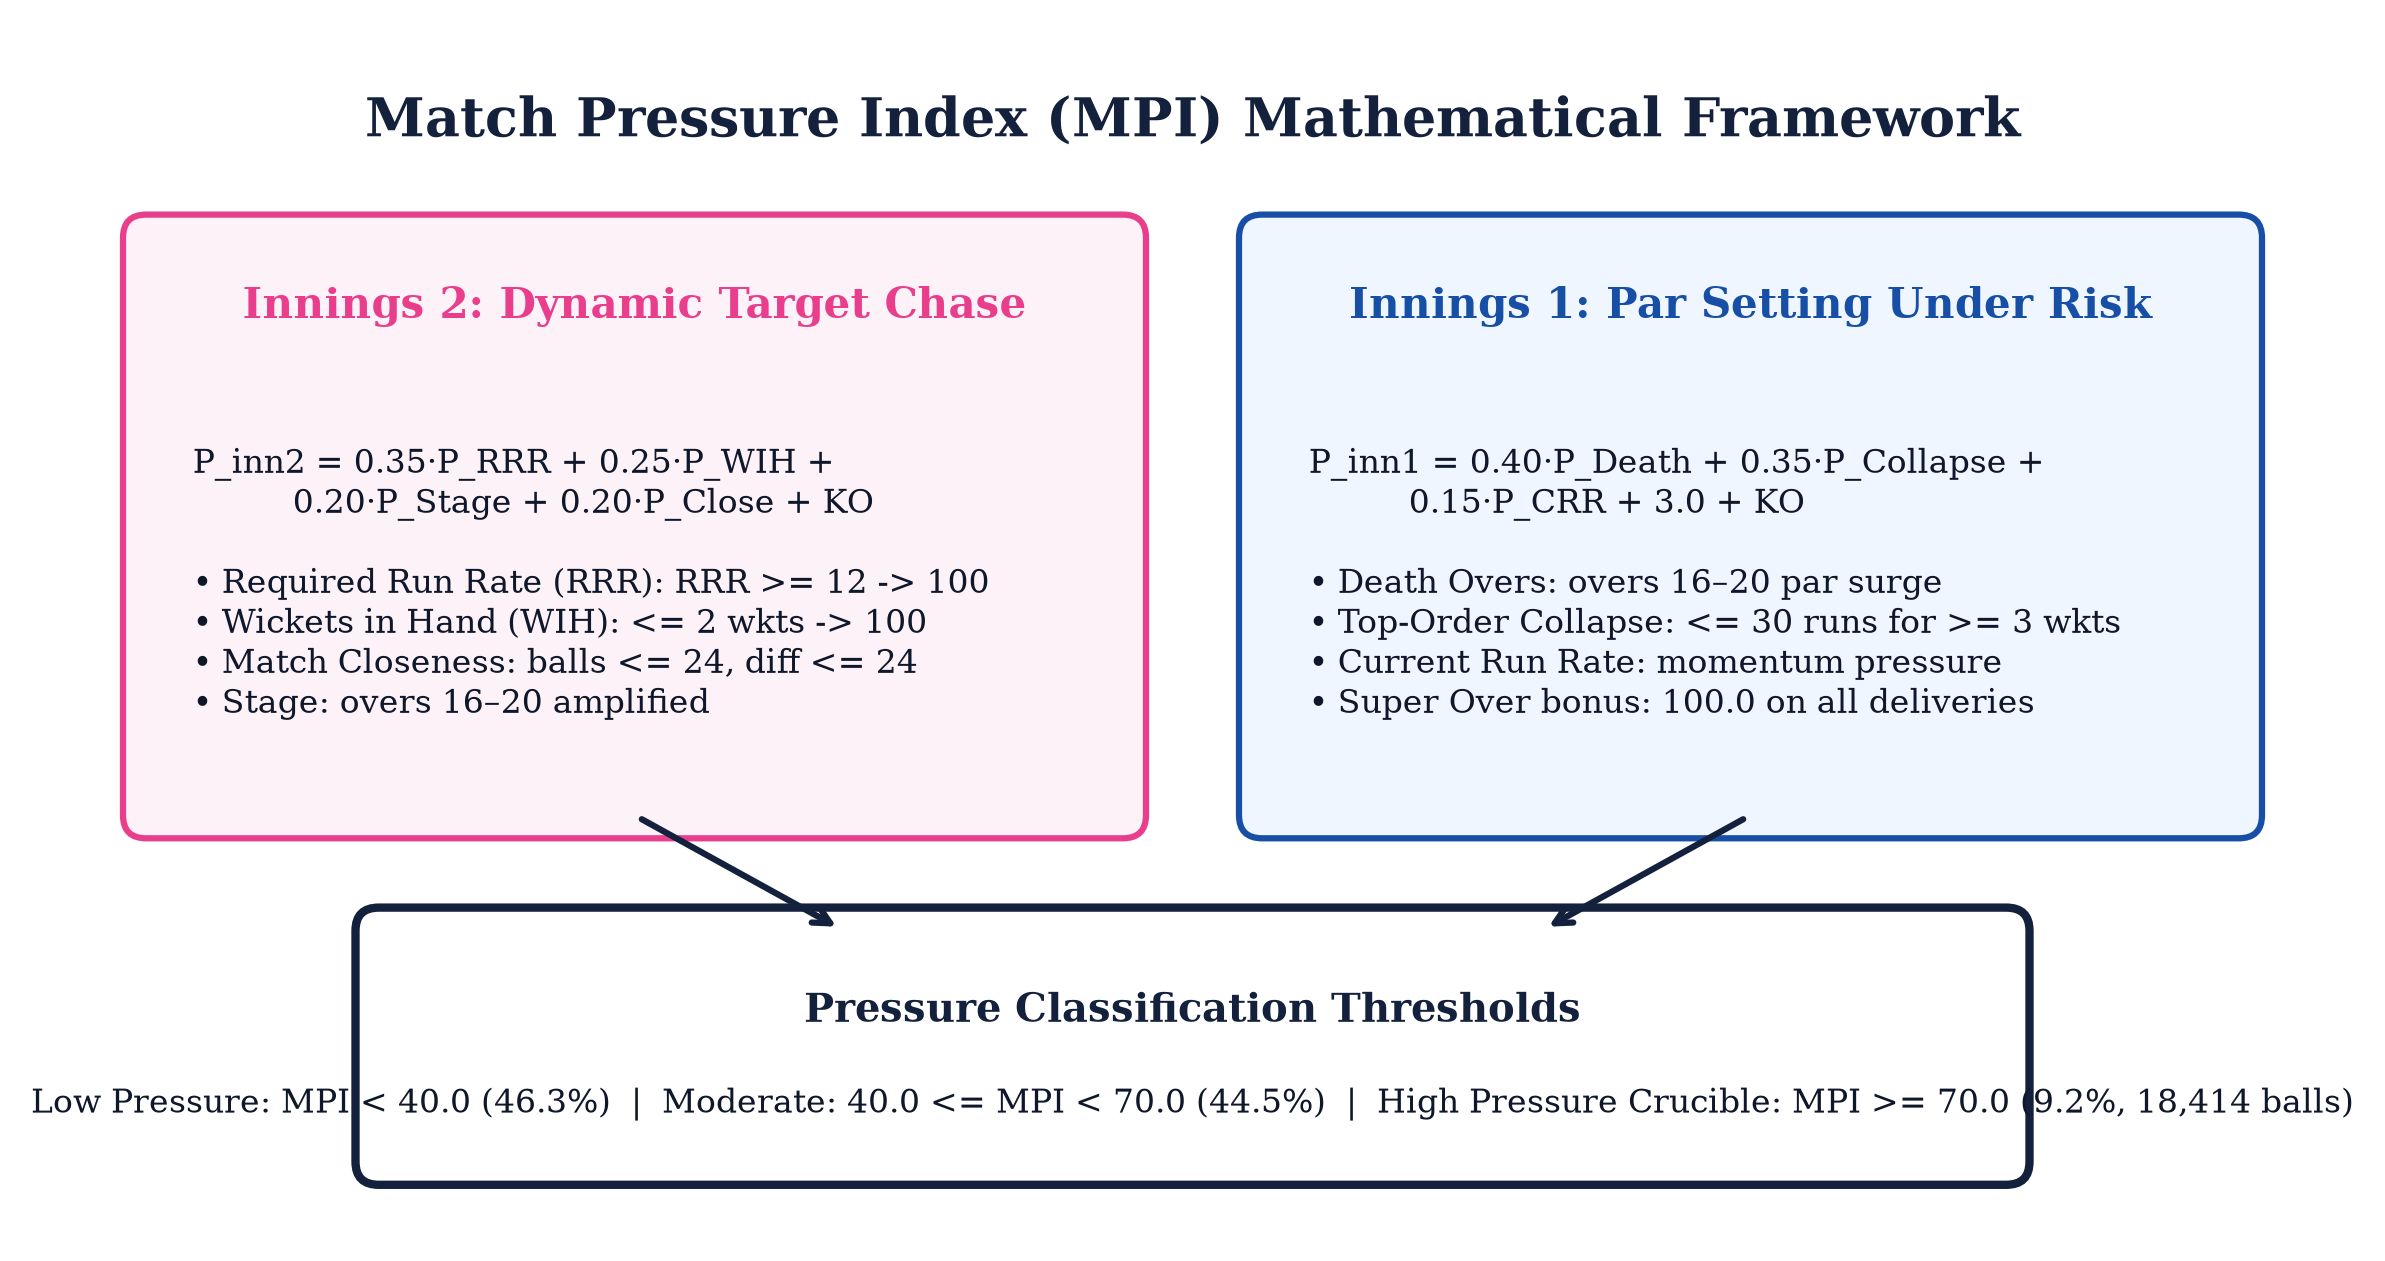 Match Pressure Index (MPI) Mathematical Framework
Innings 2: Dynamic Target Chase
P_inn2 = 0.35·P_RRR + 0.25·P_WIH +
0.20·P_Stage + 0.20·P_Close + KO
• Required Run Rate (RRR): RRR >= 12 -> 100
• Wickets in Hand (WIH): <= 2 wkts -> 100
• Match Closeness: balls <= 24, diff <= 24
• Stage: overs 16–20 amplified
Innings 1: Par Setting Under Risk
P_inn1 = 0.40·P_Death + 0.35·P_Collapse +
0.15·P_CRR + 3.0 + KO
• Death Overs: overs 16–20 par surge
• Top-Order Collapse: <= 30 runs for >= 3 wkts
• Current Run Rate: momentum pressure
• Super Over bonus: 100.0 on all deliveries
Pressure Classification Thresholds
Low Pressure: MPI < 40.0 (46.3%) | Moderate: 40.0 <= MPI < 70.0 (44.5%) | High Pressure Crucible: MPI >= 70.0 (9.2%, 18,414 balls)